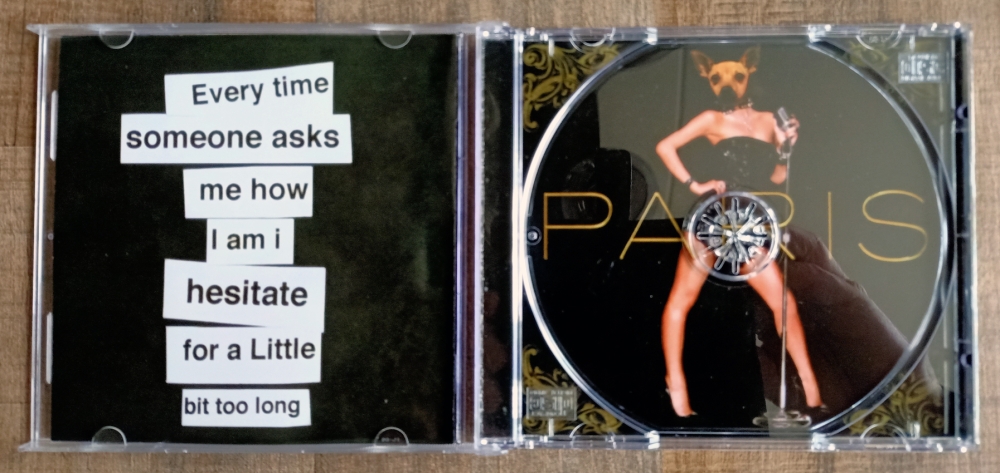 Every time
someone asks
me how
I am i
hesitate
for a Little
bit too long
PARIS